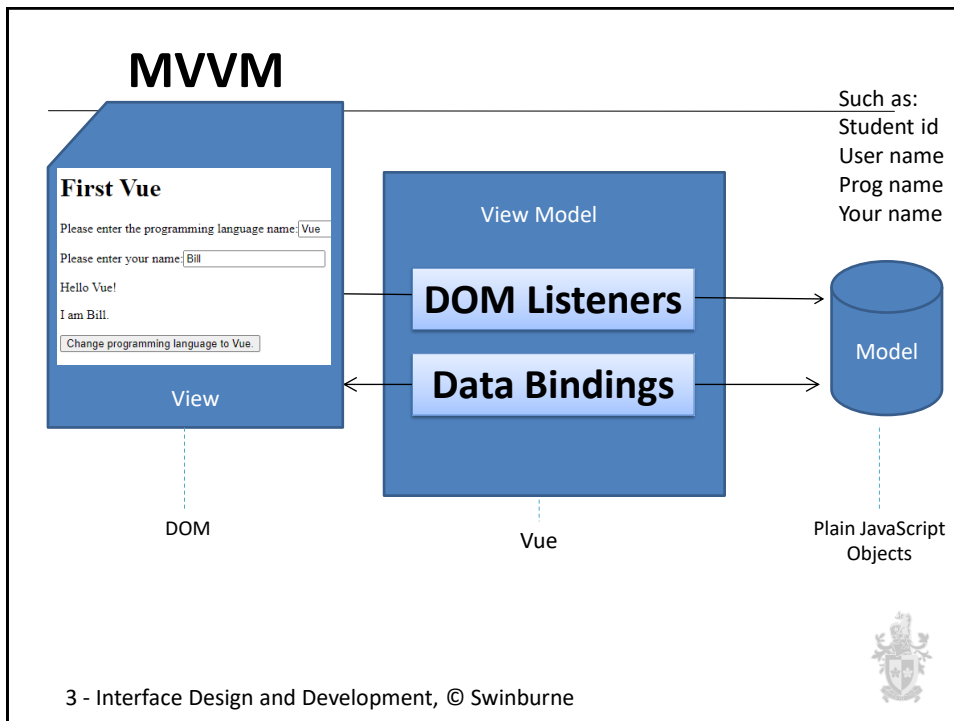 MVVM
Such as:
Student id
User name
Prog name
Your name
First Vue
Please enter the programming language name: Vue
Please enter your name: Bill
Hello Vue!
I am Bill.
Change programming language to Vue.
View
View Model
DOM Listeners
Data Bindings
Model
DOM
Vue
Plain JavaScript
Objects
3 - Interface Design and Development, © Swinburne